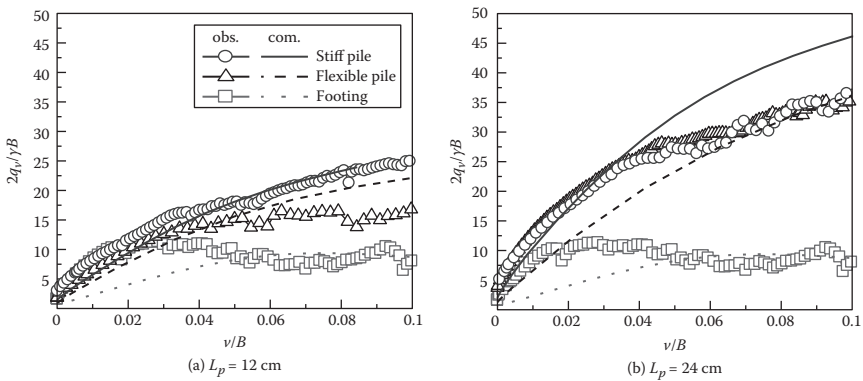 50
45
40
35
30
25
20
15
10
5
2qv/γB
obs. com.
Stiff pile
Flexible pile
Footing
0 0.02 0.04 0.06 0.08 0.1
v/B
(a) Lp = 12 cm
50
45
40
35
30
25
20
15
10
5
2qv/γB
0 0.02 0.04 0.06 0.08 0.1
v/B
(b) Lp = 24 cm